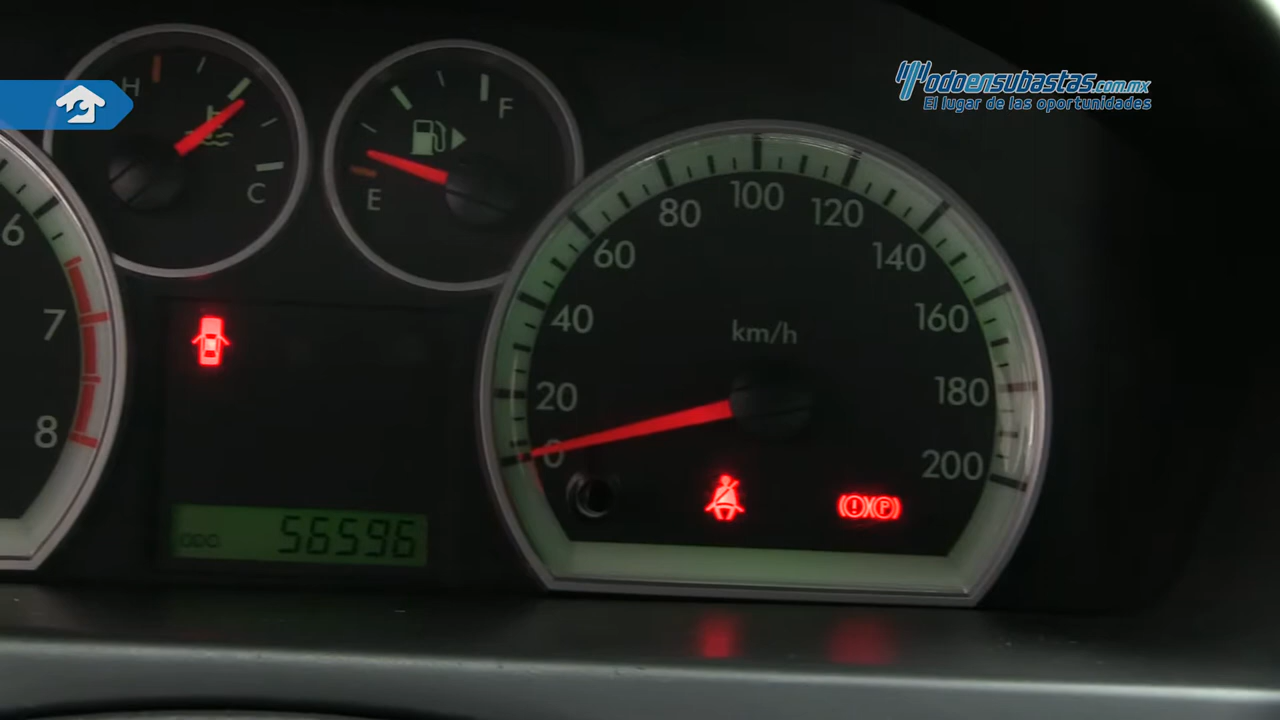 Todoensubastas.com.mx
El lugar de las oportunidades
H
C
F
E
6
7
8
0
20
40
60
80
100
120
140
160
180
200
km/h
P
ODO.
56596